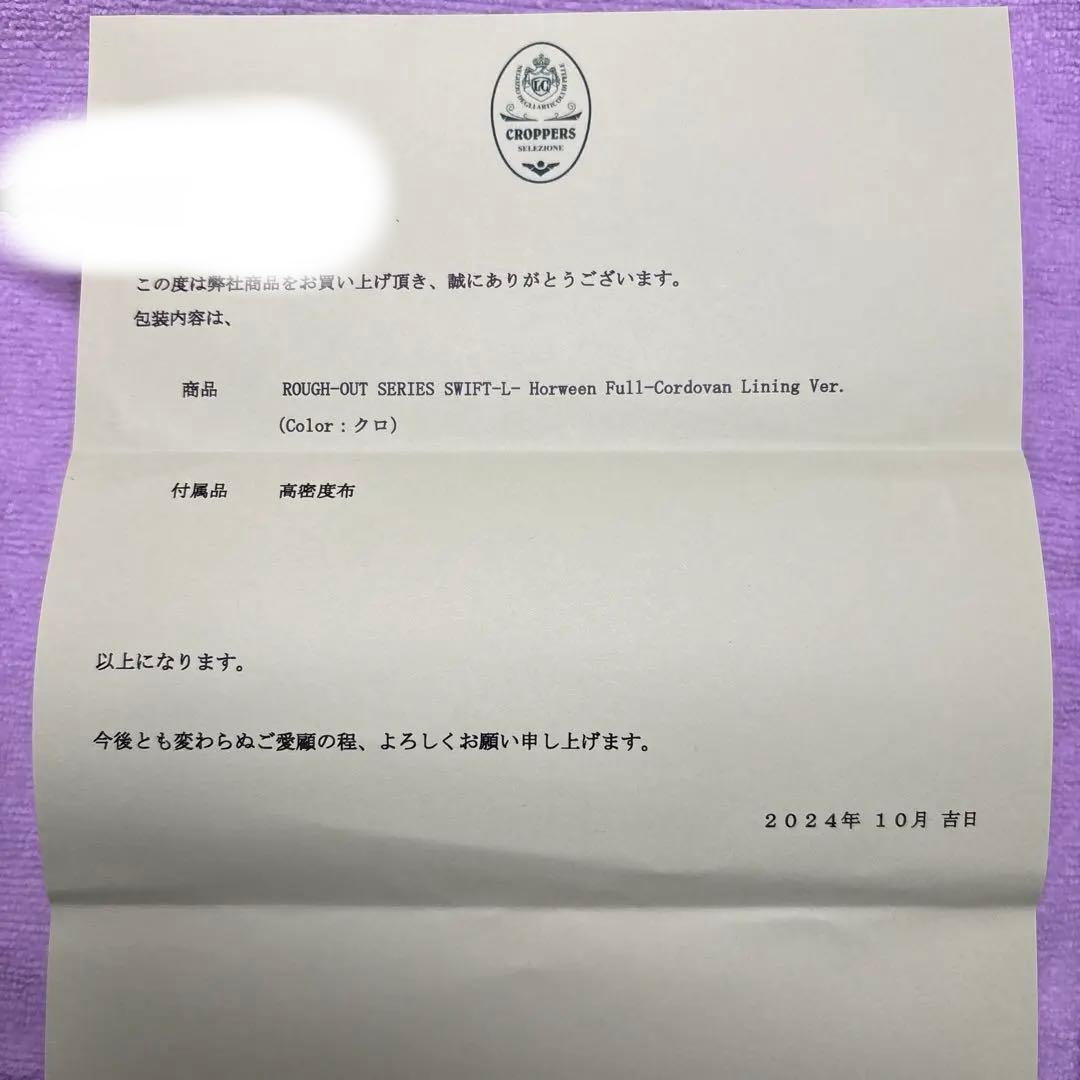 LC
CROPPERS
SELEZIONE
この度は弊社商品をお買い上げ頂き、誠にありがとうございます。
包装内容は、
商品 ROUGH-OUT SERIES SWIFT-L- Horween Full-Cordovan Lining Ver.
(Color：クロ)
付属品 高密度布
以上になります。
今後とも変わらぬご愛顧の程、よろしくお願い申し上げます。
２０２４年 １０月 吉日